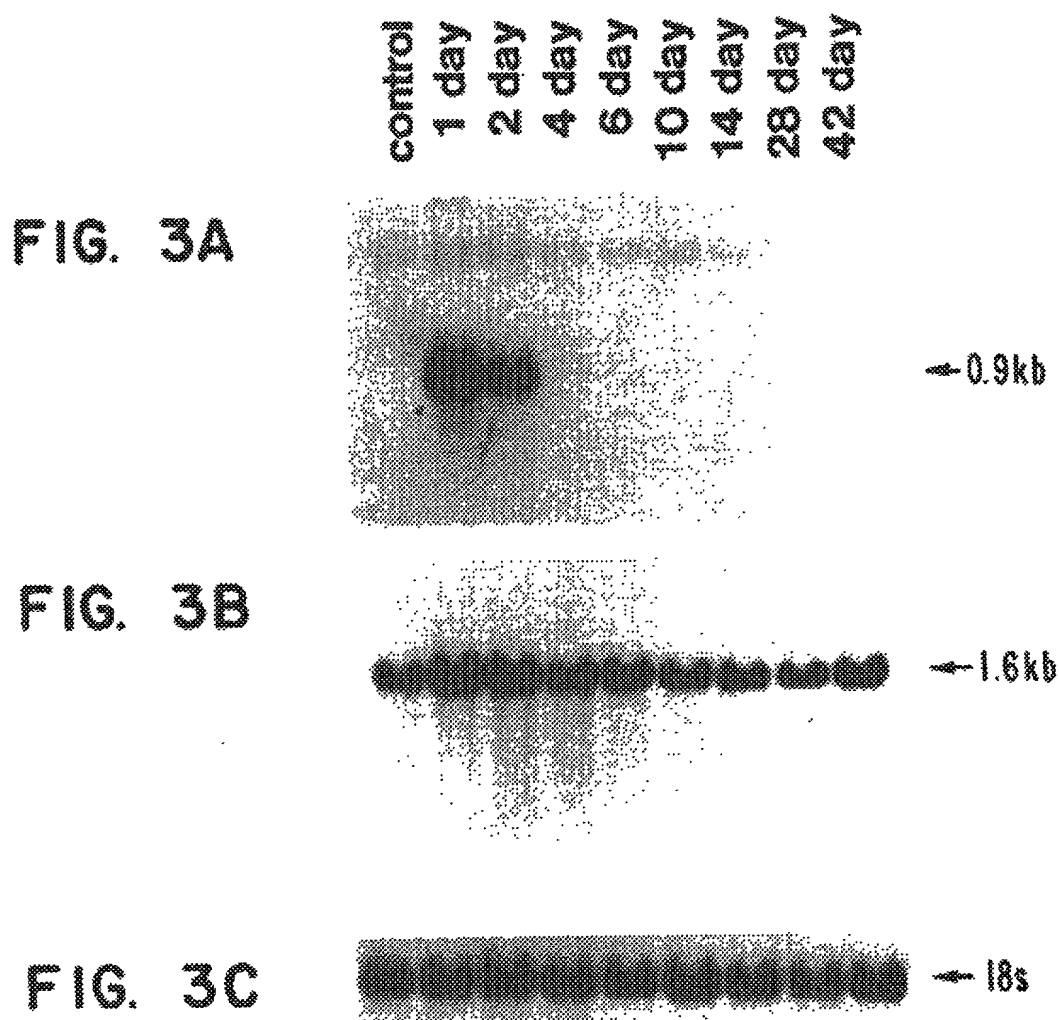 control
1 day
2 day
4 day
6 day
10 day
14 day
28 day
42 day
FIG. 3A
0.9kb
FIG. 3B
1.6kb
FIG. 3C
18s